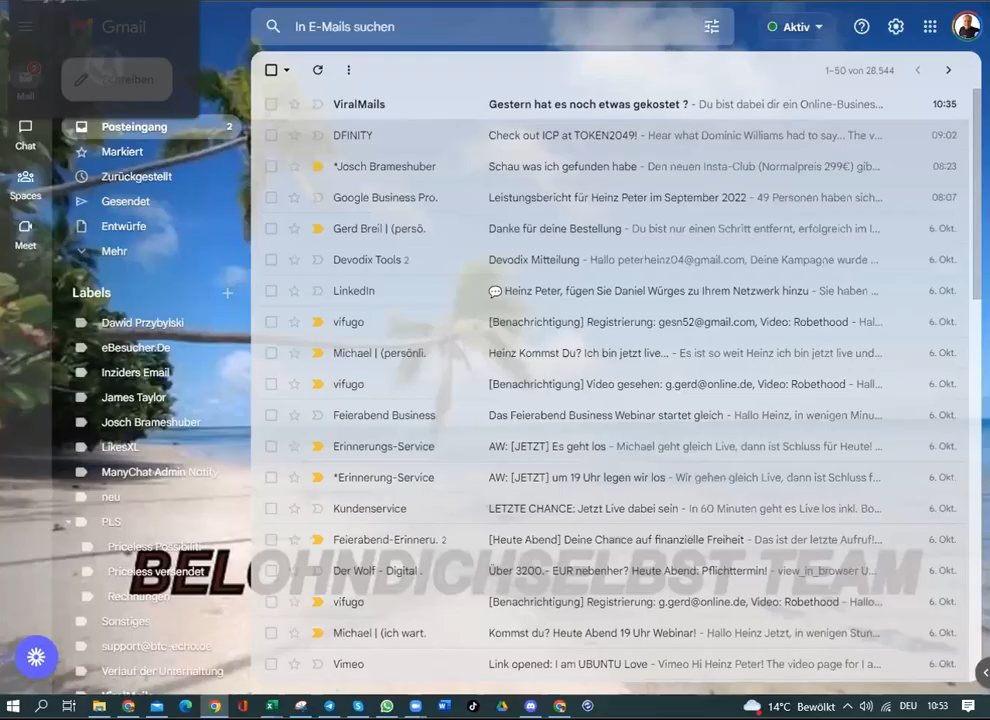 Gmail
In E-Mails suchen
Aktiv
Mail
Chat
Spaces
Meet
Posteingang 2
Markiert
Zurückgestellt
Gesendet
Entwürfe
Mehr
Labels
Dawid Przybylski
eBesucher.De
Inziders Email
James Taylor
Josch Brameshuber
LikesXL
ManyChat Admin Notify
neu
PLS
Priceless Possibilit
Priceless versendet
Rechnungen
Sonstiges
support@btc-echo.de
Verlauf der Unterhaltung
1–50 von 28.544
ViralMails Gestern hat es noch etwas gekostet ? - Du bist dabei dir ein Online-Busines... 10:35
DFINITY Check out ICP at TOKEN2049! - Hear what Dominic Williams had to say... The v... 09:02
*Josch Brameshuber Schau was ich gefunden habe - Den neuen Insta-Club (Normalpreis 299€) gib... 08:23
Google Business Pro. Leistungsbericht für Heinz Peter im September 2022 - 49 Personen haben sich... 08:07
Gerd Breil | (persö. Danke für deine Bestellung - Du bist nur einen Schritt entfernt, erfolgreich im I... 6. Okt.
Devodix Tools 2 Devodix Mitteilung - Hallo peterheinz04@gmail.com, Deine Kampagne wurde ... 6. Okt.
LinkedIn 💬 Heinz Peter, fügen Sie Daniel Würges zu Ihrem Netzwerk hinzu - Sie haben ... 6. Okt.
vifugo [Benachrichtigung] Registrierung: gesn52@gmail.com, Video: Robethood - Hal... 6. Okt.
Michael | (persönli. Heinz Kommst Du? Ich bin jetzt live... - Es ist so weit Heinz ich bin jetzt live und... 6. Okt.
vifugo [Benachrichtigung] Video gesehen: g.gerd@online.de, Video: Robethood - Hal... 6. Okt.
Feierabend Business Das Feierabend Business Webinar startet gleich - Hallo Heinz, in wenigen Minu... 6. Okt.
Erinnerungs-Service AW: [JETZT] Es geht los - Michael geht gleich Live, dann ist Schluss für Heute! ... 6. Okt.
*Erinnerung-Service AW: [JETZT] um 19 Uhr legen wir los - Wir gehen gleich Live, dann ist Schluss f... 6. Okt.
Kundenservice LETZTE CHANCE: Jetzt Live dabei sein - In 60 Minuten geht es Live los inkl. Bo... 6. Okt.
Feierabend-Erinneru. 2 [Heute Abend] Deine Chance auf finanzielle Freiheit - Das ist der letzte Aufruf!... 6. Okt.
Der Wolf - Digital . Über 3200.- EUR nebenher? Heute Abend: Pflichttermin! - view_in_browser Ü... 6. Okt.
vifugo [Benachrichtigung] Registrierung: g.gerd@online.de, Video: Robethood - Hallo... 6. Okt.
Michael | (ich wart. Kommst du? Heute Abend 19 Uhr Webinar! - Hallo Heinz Jetzt, in wenigen Stun... 6. Okt.
Vimeo Link opened: I am UBUNTU Love - Vimeo Hi Heinz Peter! The video page for I a... 6. Okt.
BELOHNDICHSELBST TEAM
14°C Bewölkt DEU 10:53